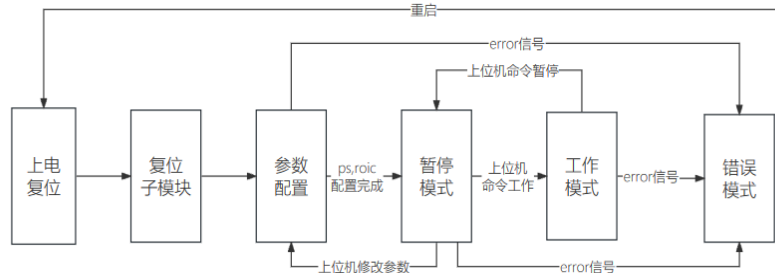 重启
error信号
上位机命令暂停
上电
复位
复位
子模块
参数
配置
ps,roic
配置完成
暂停
模式
上位机
命令工作
工作
模式
error信号
错误
模式
上位机修改参数
error信号